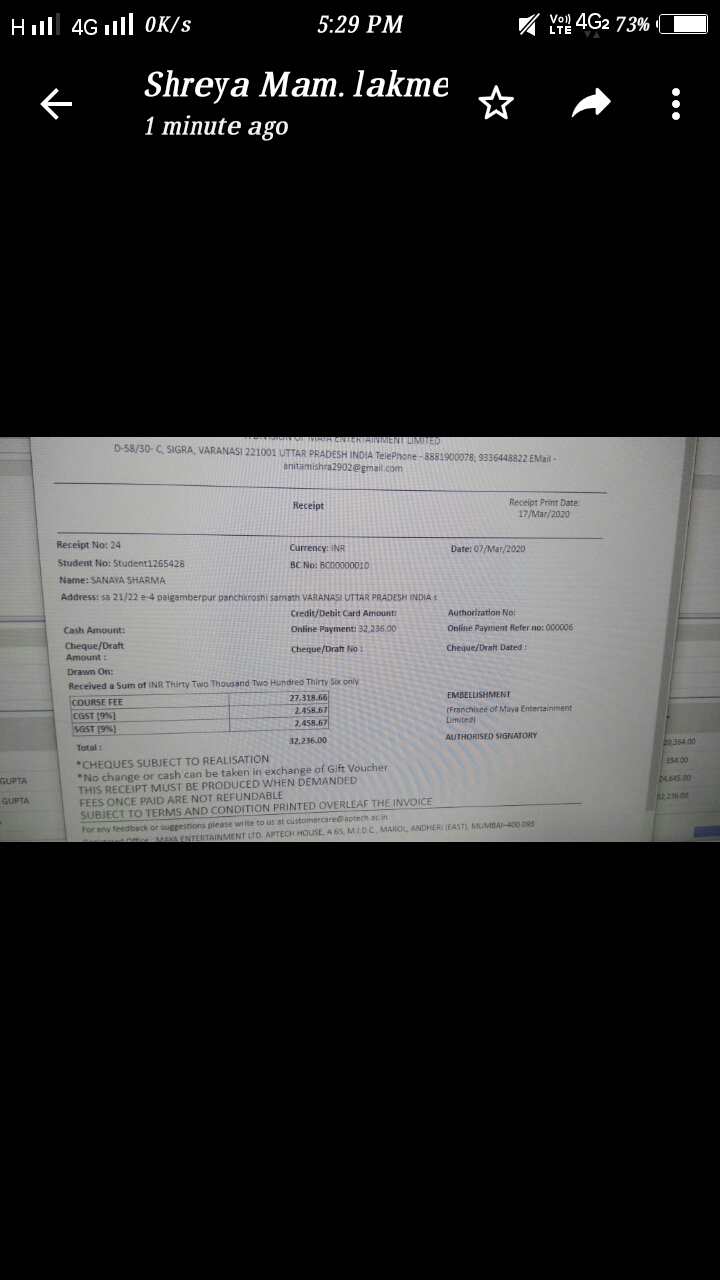 H 4G 0K/s 5:29 PM Vo)) LTE 4G2 73%
Shreya Mam. lakme
1 minute ago
MAYA ENTERTAINMENT LIMITED
D-58/30- C, SIGRA, VARANASI 221001 UTTAR PRADESH INDIA TelePhone - 8881900078; 9336448822 EMail -
anitamishra2902@gmail.com
Receipt
Receipt Print Date:
17/Mar/2020
Receipt No: 24
Currency: INR
Date: 07/Mar/2020
Student No: Student1265428
BC No: BC00000010
Name: SANAYA SHARMA
Address: sa 21/22 e-4 paigamberpur panchkroshi sarnath VARANASI UTTAR PRADESH INDIA s
Credit/Debit Card Amount:
Authorization No:
Cash Amount:
Online Payment: 32,236.00
Online Payment Refer no: 000006
Cheque/Draft
Amount :
Cheque/Draft No :
Cheque/Draft Dated :
Drawn On:
Received a Sum of INR Thirty Two Thousand Two Hundred Thirty Six only
COURSE FEE 27,318.66
CGST [9%] 2,458.67
SGST [9%] 2,458.67
Total : 32,236.00
EMBELLISHMENT
(Franchisee of Maya Entertainment
Limited)
AUTHORISED SIGNATORY
*CHEQUES SUBJECT TO REALISATION
*No change or cash can be taken in exchange of Gift Voucher
THIS RECEIPT MUST BE PRODUCED WHEN DEMANDED
FEES ONCE PAID ARE NOT REFUNDABLE
SUBJECT TO TERMS AND CONDITION PRINTED OVERLEAF THE INVOICE
For any feedback or suggestions please write to us at customercare@aptech.ac.in
MAYA ENTERTAINMENT LTD. APTECH HOUSE, A 65, M.I.D.C., MAROL, ANDHERI (EAST), MUMBAI-400 093
GUPTA
GUPTA
20,364.00
354.00
24,645.00
32,236.00